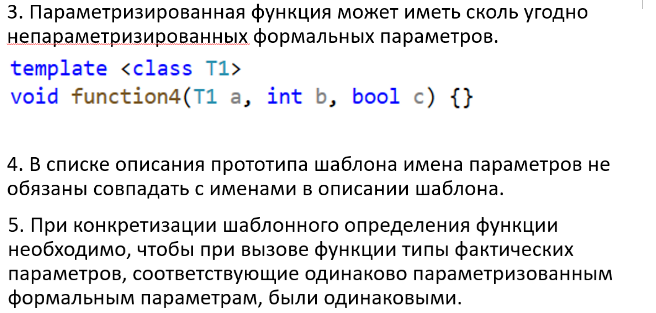 3. Параметризированная функция может иметь сколь угодно
непараметризированных формальных параметров.
template <class T1>
void function4(T1 a, int b, bool c) {}
4. В списке описания прототипа шаблона имена параметров не
обязаны совпадать с именами в описании шаблона.
5. При конкретизации шаблонного определения функции
необходимо, чтобы при вызове функции типы фактических
параметров, соответствующие одинаково параметризованным
формальным параметрам, были одинаковыми.